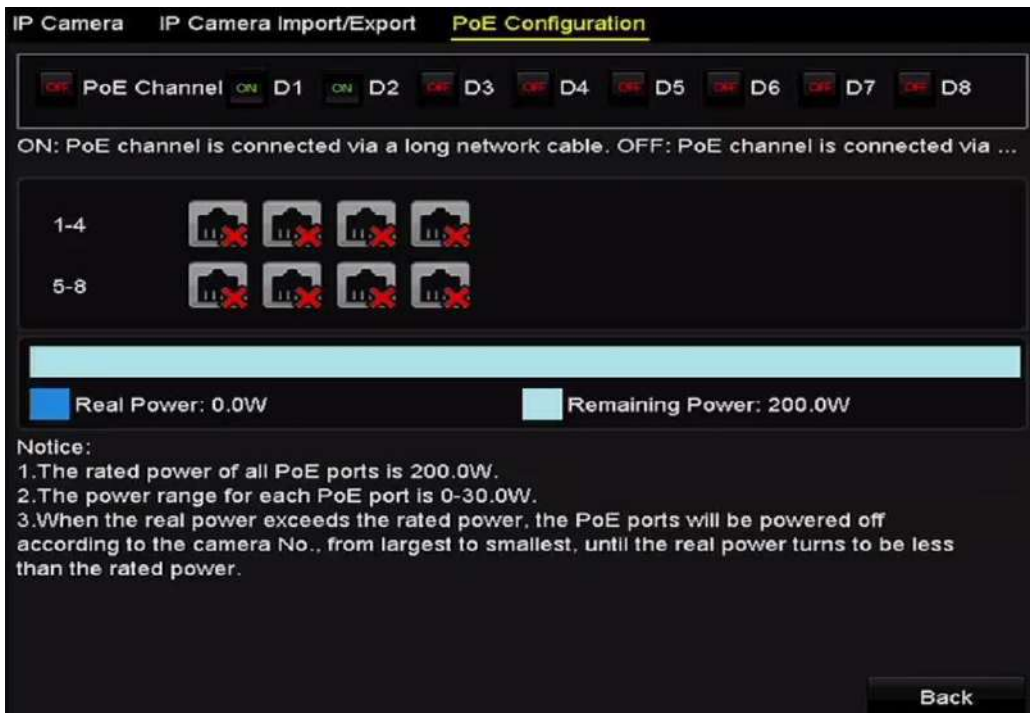 IP Camera IP Camera Import/Export PoE Configuration
OFF PoE Channel ON D1 ON D2 OFF D3 OFF D4 OFF D5 OFF D6 OFF D7 OFF D8
ON: PoE channel is connected via a long network cable. OFF: PoE channel is connected via ...
1-4
5-8
Real Power: 0.0W Remaining Power: 200.0W
Notice:
1.The rated power of all PoE ports is 200.0W.
2.The power range for each PoE port is 0-30.0W.
3.When the real power exceeds the rated power, the PoE ports will be powered off
according to the camera No., from largest to smallest, until the real power turns to be less
than the rated power.
Back